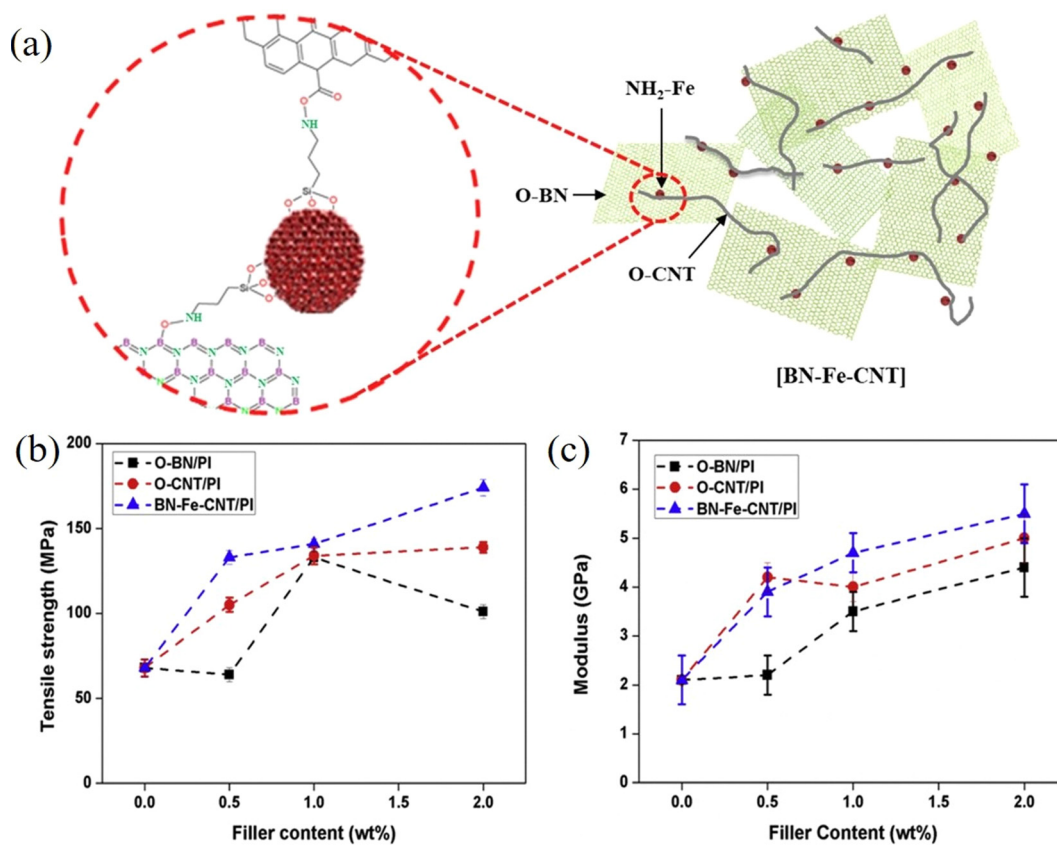 (a)
O
O
NH
Si
O
O
O
O
O
O
Si
NH
O
B B B B B
N N N N N
B B B B
N N N N
B B B B
N N N
NH2-Fe
O-BN
O-CNT
[BN-Fe-CNT]
(b)
O-BN/PI
O-CNT/PI
BN-Fe-CNT/PI
Tensile strength (MPa)
200
150
100
50
0
0.0 0.5 1.0 1.5 2.0
Filler content (wt%)
(c)
O-BN/PI
O-CNT/PI
BN-Fe-CNT/PI
Modulus (GPa)
7
6
5
4
3
2
1
0
0.0 0.5 1.0 1.5 2.0
Filler Content (wt%)